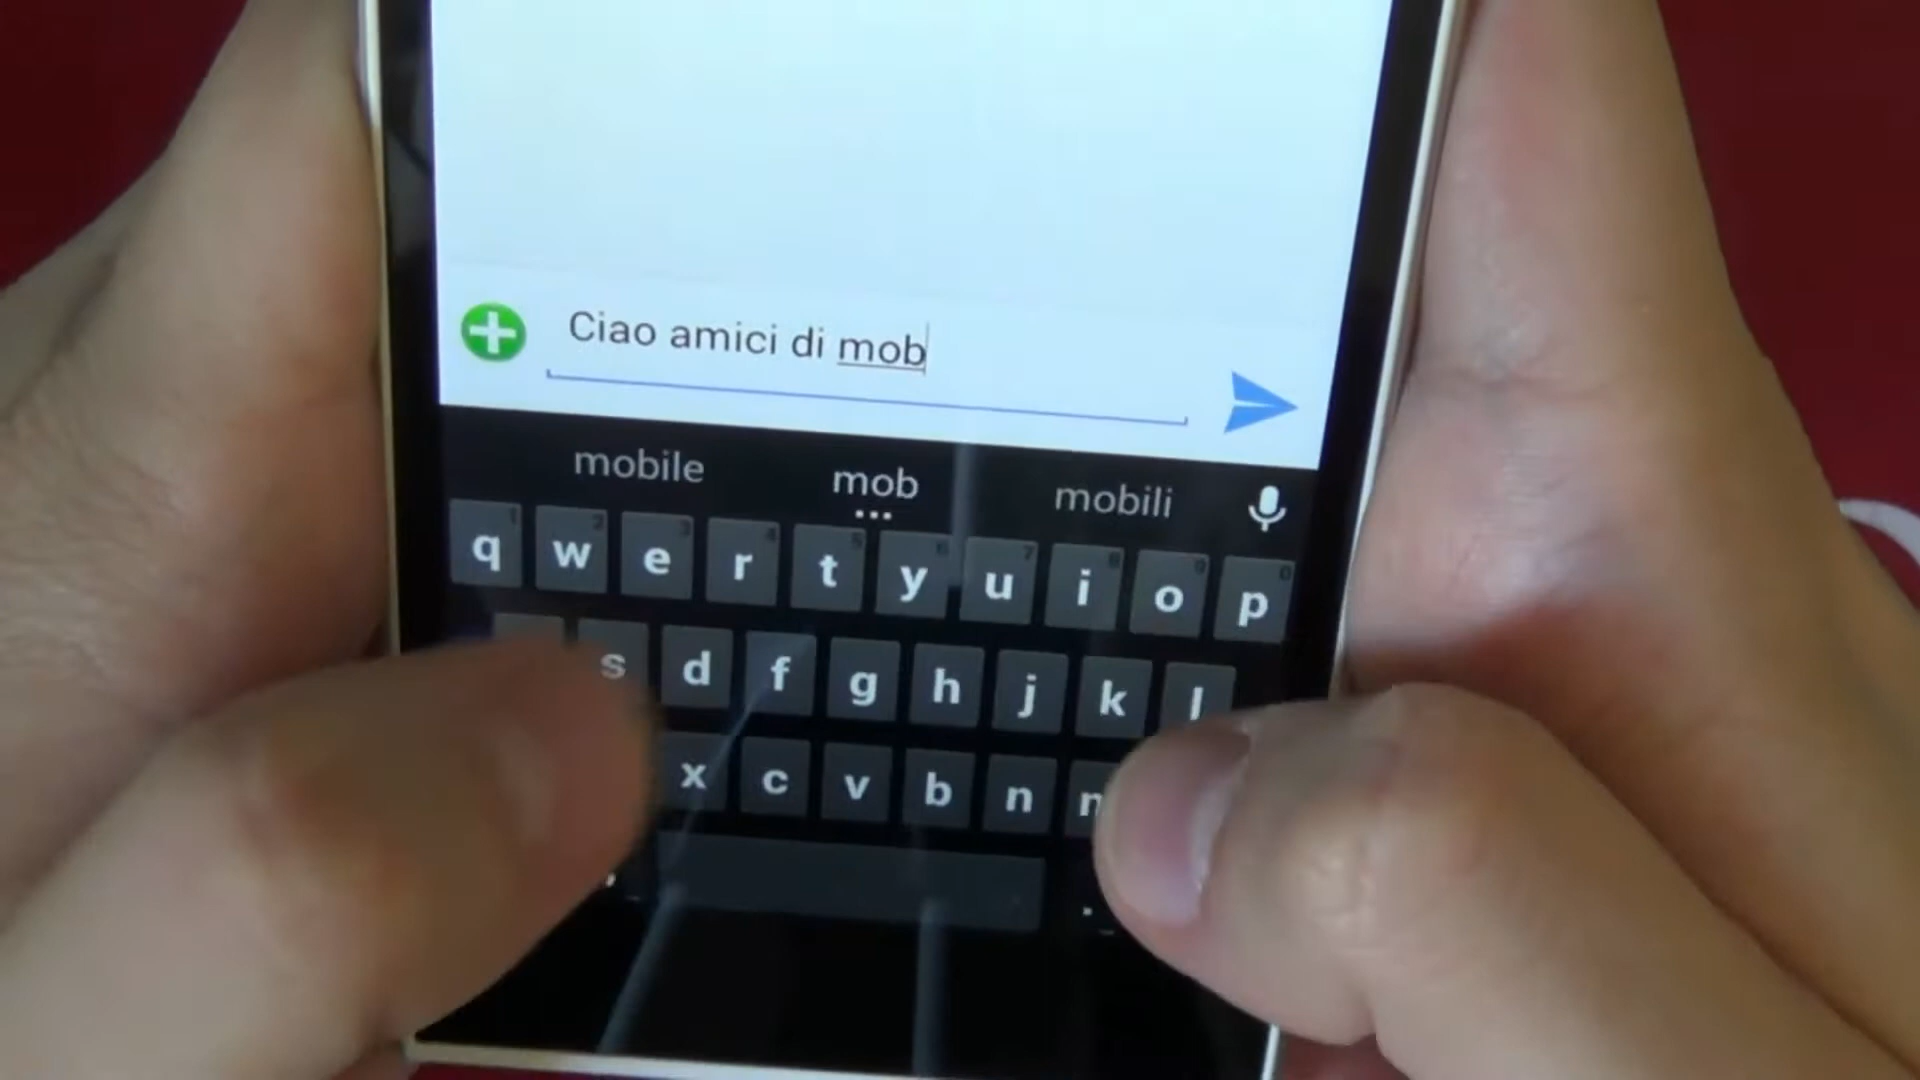 Ciao amici di mob
mobile mob mobili
q w e r t y u i o p
s d f g h j k l
x c v b n
, .